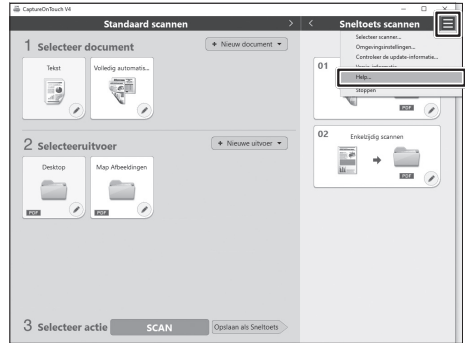 CaptureOnTouch V4
Standaard scannen
Sneltoets scannen
1 Selecteer document
+ Nieuw document
Tekst
Volledig automatis...
2 Selecteeruitvoer
+ Nieuwe uitvoer
Desktop
PDF
Map Afbeeldingen
3 Selecteer actie
SCAN
Opslaan als Sneltoets
Selecteer scanner...
Omgevingsinstellingen...
Controleer de update-informatie...
Versie-informatie...
Help...
Stoppen
01
PDF
02
Enkelzijdig scannen
PDF